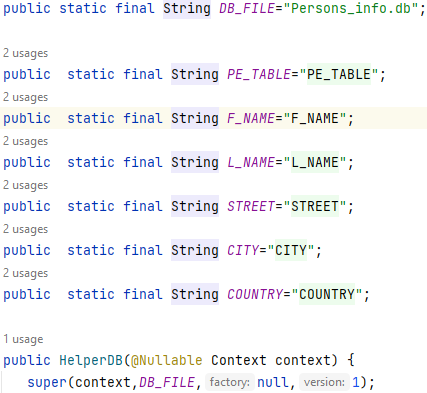 public static final String DB_FILE="Persons_info.db";
2 usages
public  static final String PE_TABLE="PE_TABLE";
2 usages
public  static final String F_NAME="F_NAME";
2 usages
public  static final String L_NAME="L_NAME";
2 usages
public  static final String STREET="STREET";
2 usages
public  static final String CITY="CITY";
2 usages
public  static final String COUNTRY="COUNTRY";
1 usage
public HelperDB(@Nullable Context context) {
super(context,DB_FILE, factory: null, version: 1);